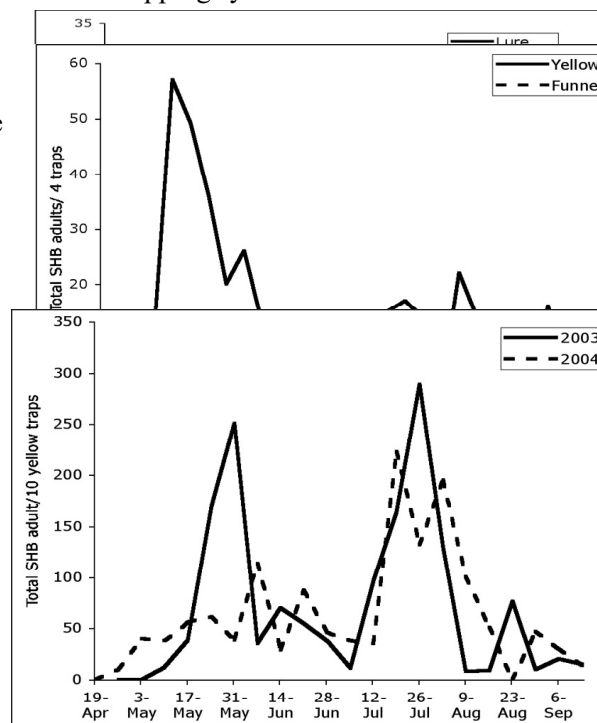 35
Lure
60
50
40
30
20
Total SHB adults/ 4 traps
Yellow
Funne
350
300
250
200
150
100
50
0
Total SHB adult/10 yellow traps
2003
2004
19-
Apr
3-
May
17-
May
31-
May
14-
Jun
28-
Jun
12-
Jul
26-
Jul
9-
Aug
23-
Aug
6-
Sep